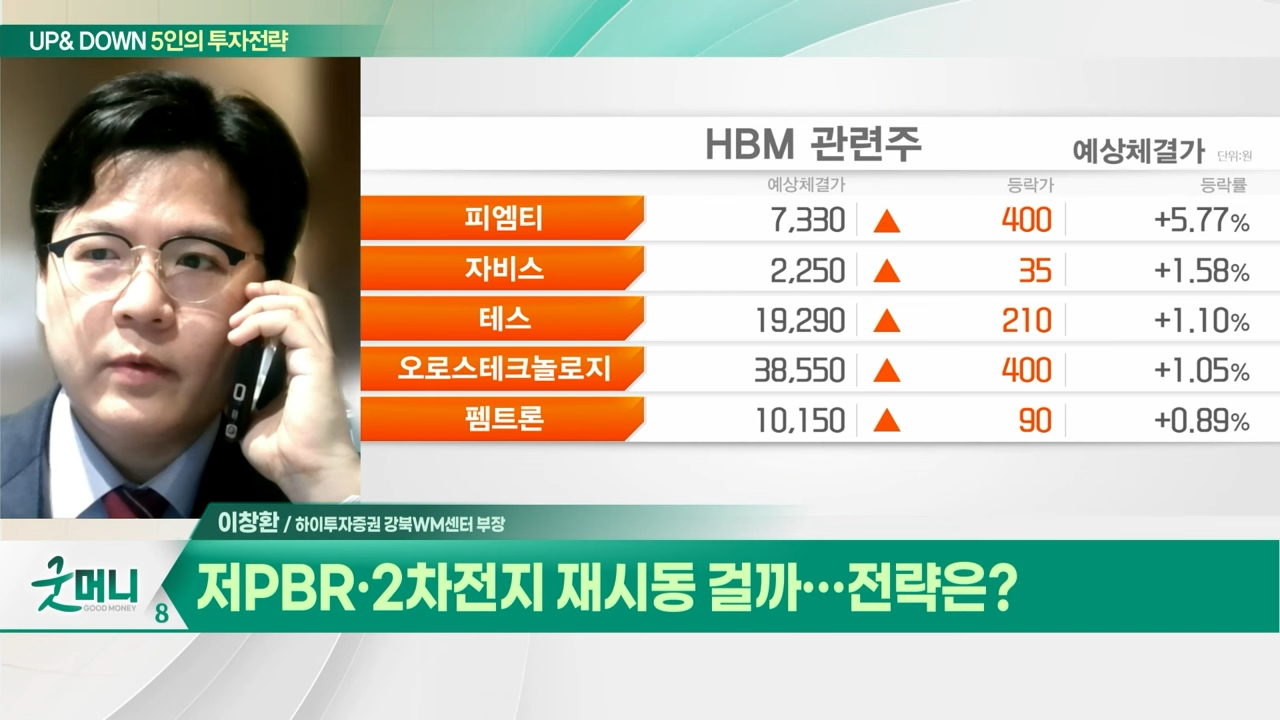 UP& DOWN 5인의 투자전략
HBM 관련주 예상체결가 단위:원
예상체결가 등락가 등락률
피엠티 7,330 ▲ 400 +5.77%
자비스 2,250 ▲ 35 +1.58%
테스 19,290 ▲ 210 +1.10%
오로스테크놀로지 38,550 ▲ 400 +1.05%
펨트론 10,150 ▲ 90 +0.89%
이창환 / 하이투자증권 강북WM센터 부장
굿머니
GOOD MONEY
8
저PBR·2차전지 재시동 걸까…전략은?